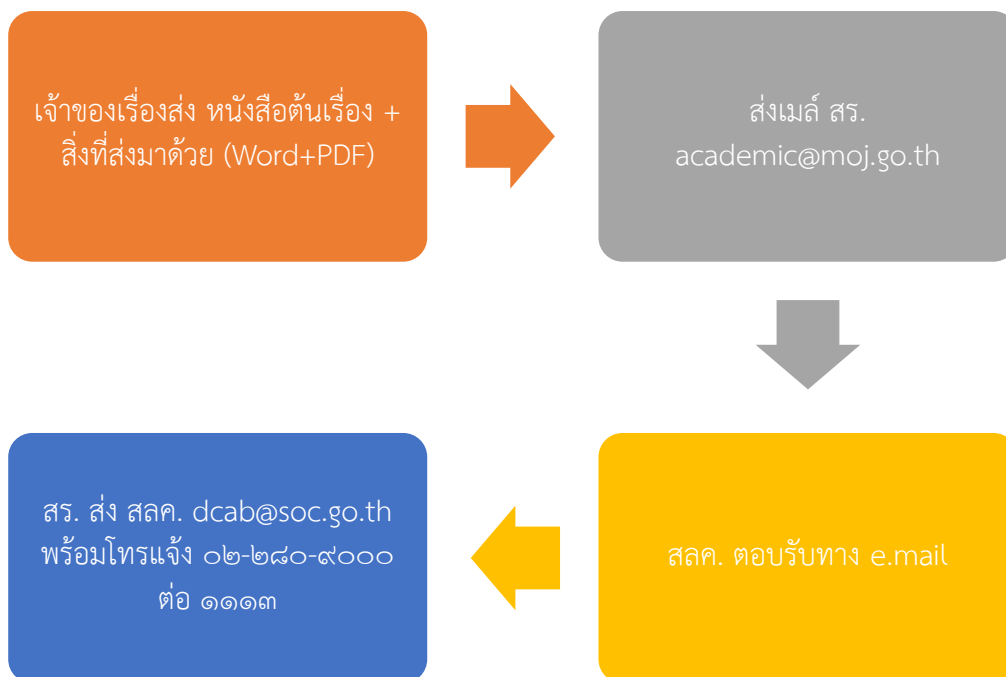 เจ้าของเรื่องส่ง หนังสือต้นเรื่อง +
สิ่งที่ส่งมาด้วย (Word+PDF)
ส่งเมล์ สร.
academic@moj.go.th
สลค. ตอบรับทาง e.mail
สร. ส่ง สลค. dcab@soc.go.th
พร้อมโทรแจ้ง ๐๒-๒๘๐-๙๐๐๐
ต่อ ๑๑๑๓